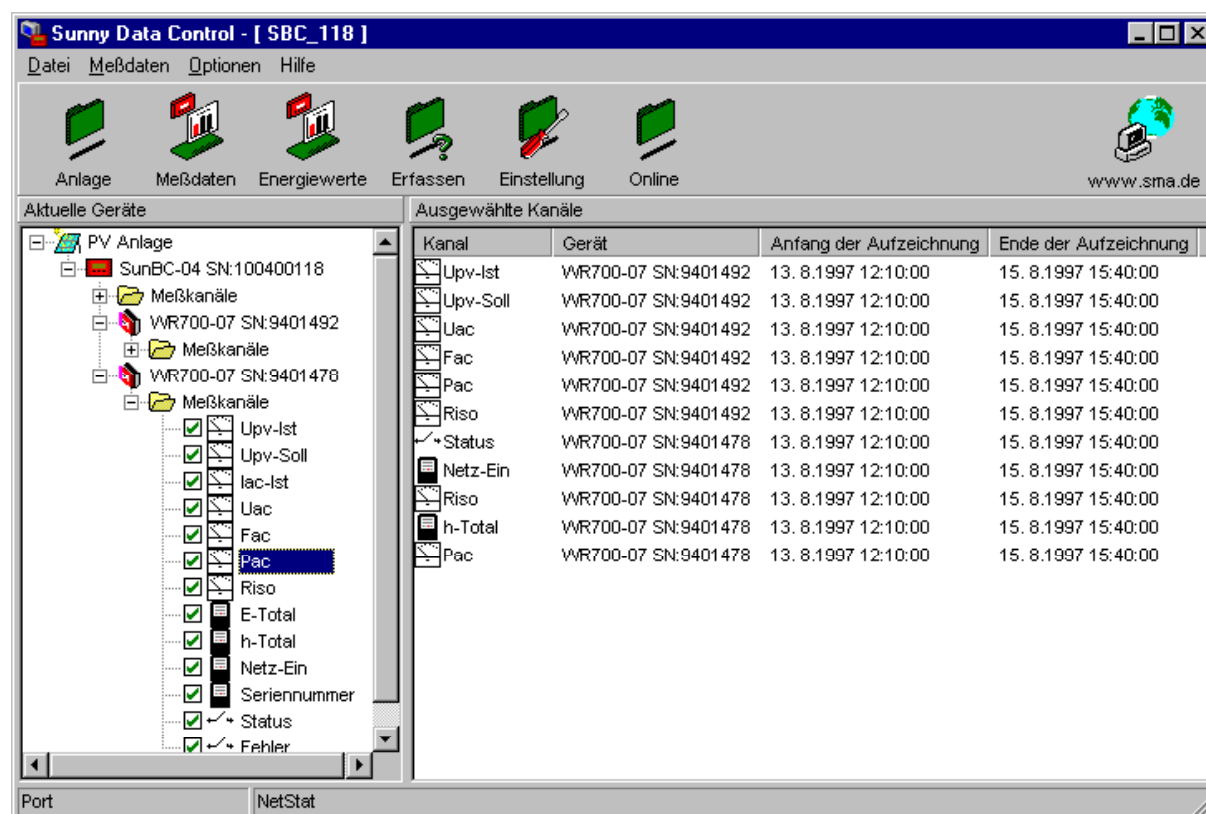 Sunny Data Control - [ SBC_118 ]
Datei Meßdaten Optionen Hilfe
Anlage Meßdaten Energiewerte Erfassen Einstellung Online www.sma.de
Aktuelle Geräte
PV Anlage
SunBC-04 SN:100400118
Meßkanäle
WR700-07 SN:9401492
Meßkanäle
WR700-07 SN:9401478
Meßkanäle
Upv-Ist
Upv-Soll
Iac-Ist
Uac
Fac
Pac
Riso
E-Total
h-Total
Netz-Ein
Seriennummer
Status
Fehler
Ausgewählte Kanäle
Kanal Gerät Anfang der Aufzeichnung Ende der Aufzeichnung
Upv-Ist WR700-07 SN:9401492 13. 8.1997 12:10:00 15. 8.1997 15:40:00
Upv-Soll WR700-07 SN:9401492 13. 8.1997 12:10:00 15. 8.1997 15:40:00
Uac WR700-07 SN:9401492 13. 8.1997 12:10:00 15. 8.1997 15:40:00
Fac WR700-07 SN:9401492 13. 8.1997 12:10:00 15. 8.1997 15:40:00
Pac WR700-07 SN:9401492 13. 8.1997 12:10:00 15. 8.1997 15:40:00
Riso WR700-07 SN:9401492 13. 8.1997 12:10:00 15. 8.1997 15:40:00
Status WR700-07 SN:9401478 13. 8.1997 12:10:00 15. 8.1997 15:40:00
Netz-Ein WR700-07 SN:9401478 13. 8.1997 12:10:00 15. 8.1997 15:40:00
Riso WR700-07 SN:9401478 13. 8.1997 12:10:00 15. 8.1997 15:40:00
h-Total WR700-07 SN:9401478 13. 8.1997 12:10:00 15. 8.1997 15:40:00
Pac WR700-07 SN:9401478 13. 8.1997 12:10:00 15. 8.1997 15:40:00
Port NetStat